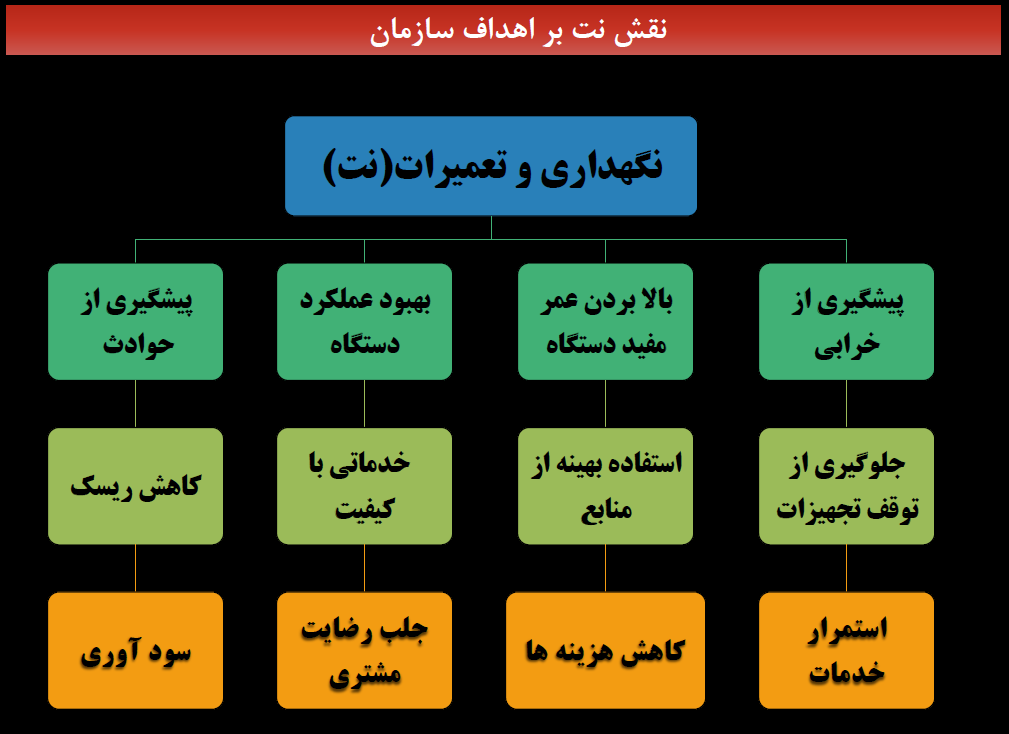 نقش نت بر اهداف سازمان
نگهداری و تعمیرات(نت)
پیشگیری از
خرابی
بالا بردن عمر
مفید دستگاه
بهبود عملکرد
دستگاه
پیشگیری از
حوادث
جلوگیری از
توقف تجهیزات
استفاده بهینه از
منابع
خدماتی با
کیفیت
کاهش ریسک
استمرار
خدمات
کاهش هزینه ها
جلب رضایت
مشتری
سود آوری